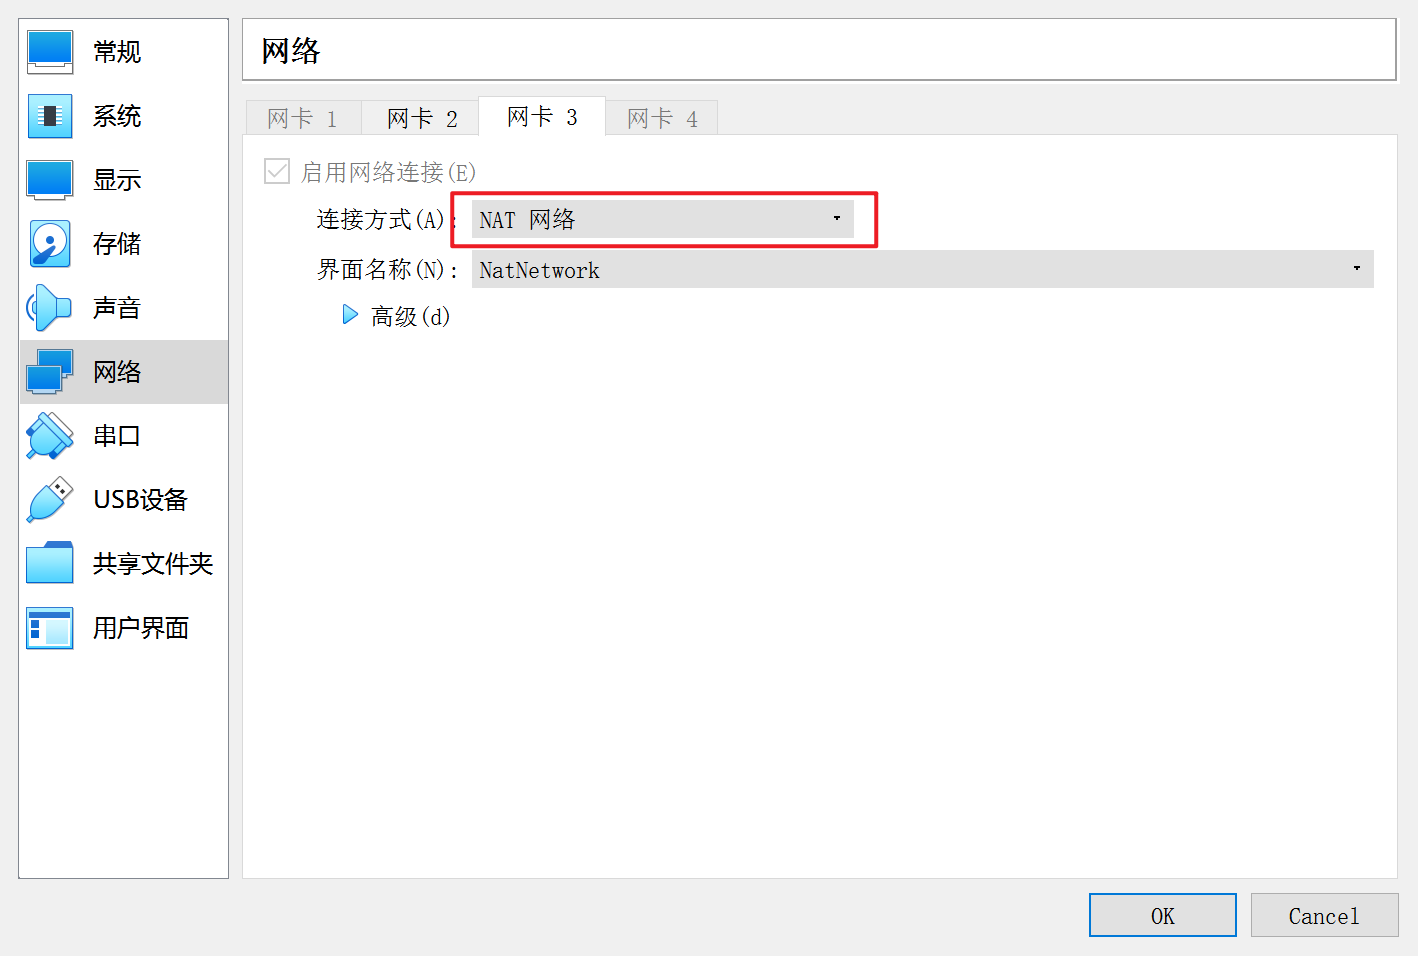 常规
系统
显示
存储
声音
网络
串口
USB设备
共享文件夹
用户界面
网络
网卡 1
网卡 2
网卡 3
网卡 4
启用网络连接(E)
连接方式(A): NAT 网络
界面名称(N): NatNetwork
高级(d)
OK
Cancel